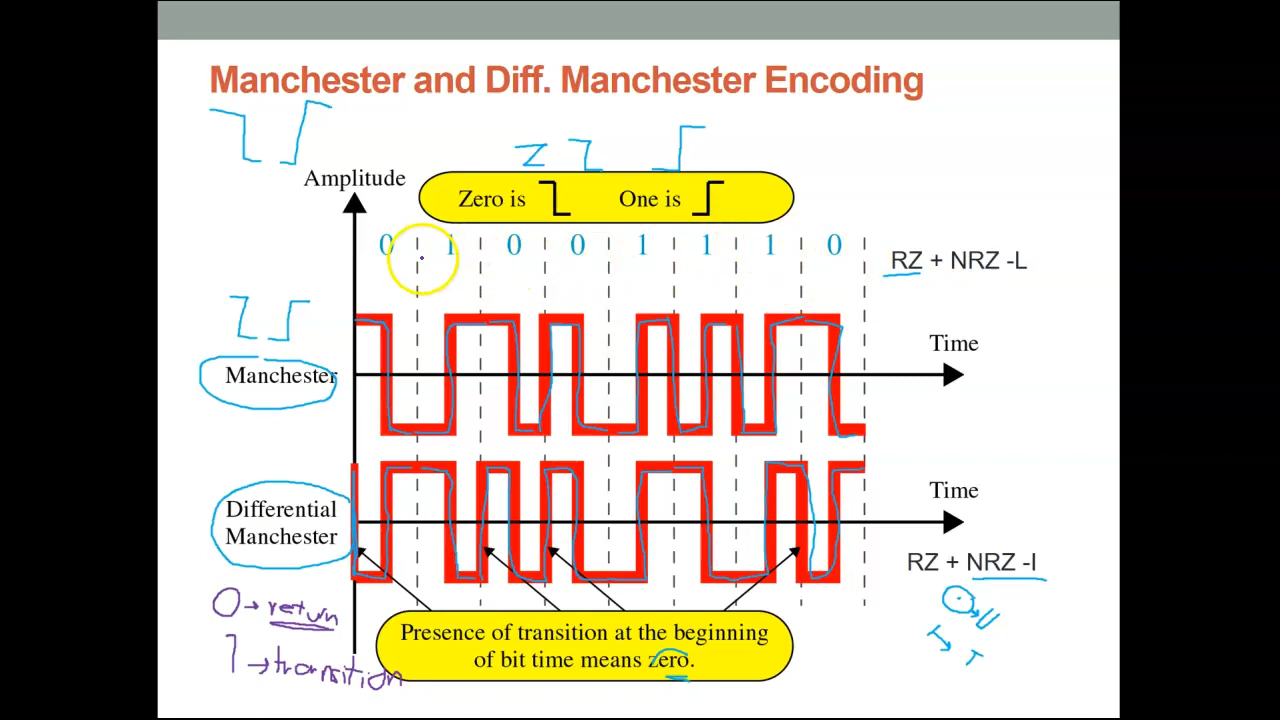 Manchester and Diff. Manchester Encoding
Amplitude
Z
Zero is One is
0 1 0 0 1 1 1 0
RZ + NRZ -L
Time
Manchester
Time
Differential
Manchester
RZ + NRZ -I
0 → return
1 → transition
Presence of transition at the beginning
of bit time means zero.